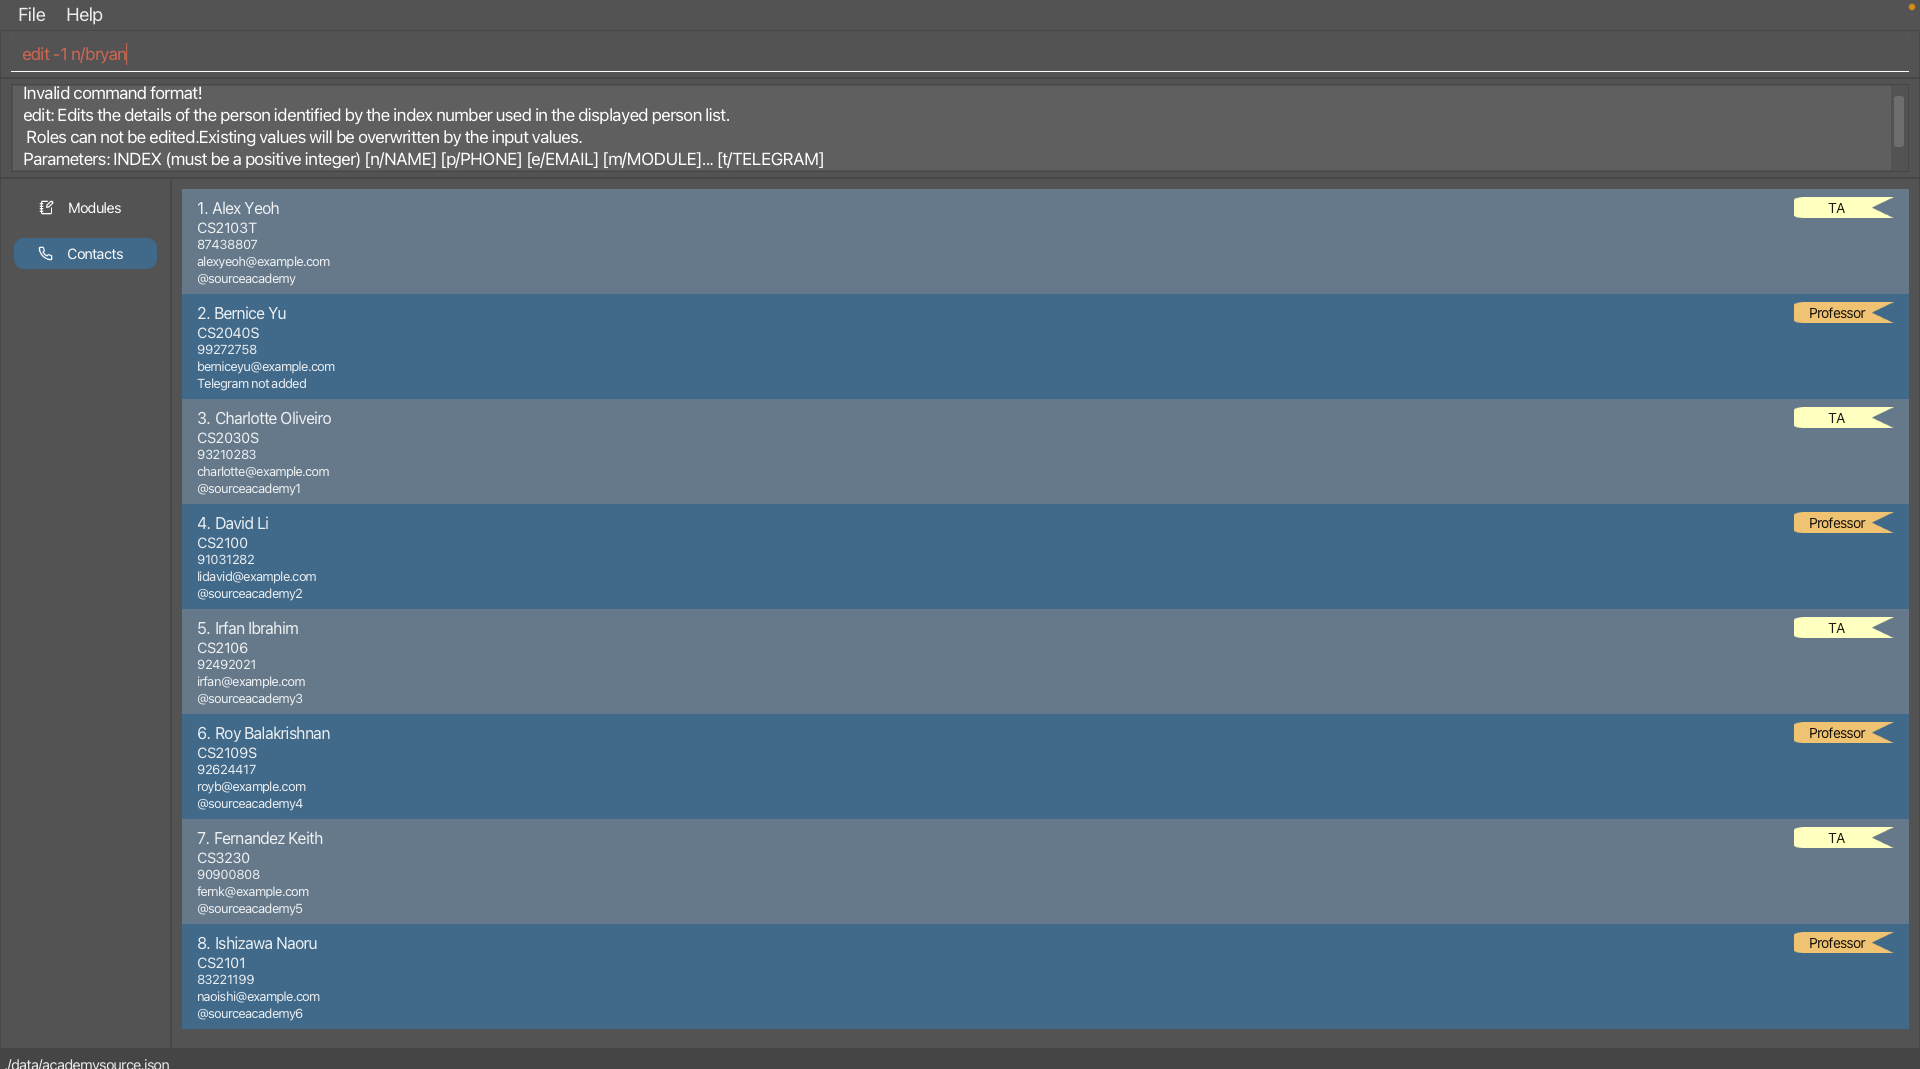 File Help
edit -1 n/bryan
Invalid command format!
edit: Edits the details of the person identified by the index number used in the displayed person list.
Roles can not be edited.Existing values will be overwritten by the input values.
Parameters: INDEX (must be a positive integer) [n/NAME] [p/PHONE] [e/EMAIL] [m/MODULE]... [t/TELEGRAM]
Modules
Contacts
1. Alex Yeoh
TA
CS2103T
87438807
alexyeoh@example.com
@sourceacademy
2. Bernice Yu
Professor
CS2040S
99272758
berniceyu@example.com
Telegram not added
3. Charlotte Oliveiro
TA
CS2030S
93210283
charlotte@example.com
@sourceacademy1
4. David Li
Professor
CS2100
91031282
lidavid@example.com
@sourceacademy2
5. Irfan Ibrahim
TA
CS2106
92492021
irfan@example.com
@sourceacademy3
6. Roy Balakrishnan
Professor
CS2109S
92624417
royb@example.com
@sourceacademy4
7. Fernandez Keith
TA
CS3230
90900808
fernk@example.com
@sourceacademy5
8. Ishizawa Naoru
Professor
CS2101
83221199
naoishi@example.com
@sourceacademy6
./data/academysource.json